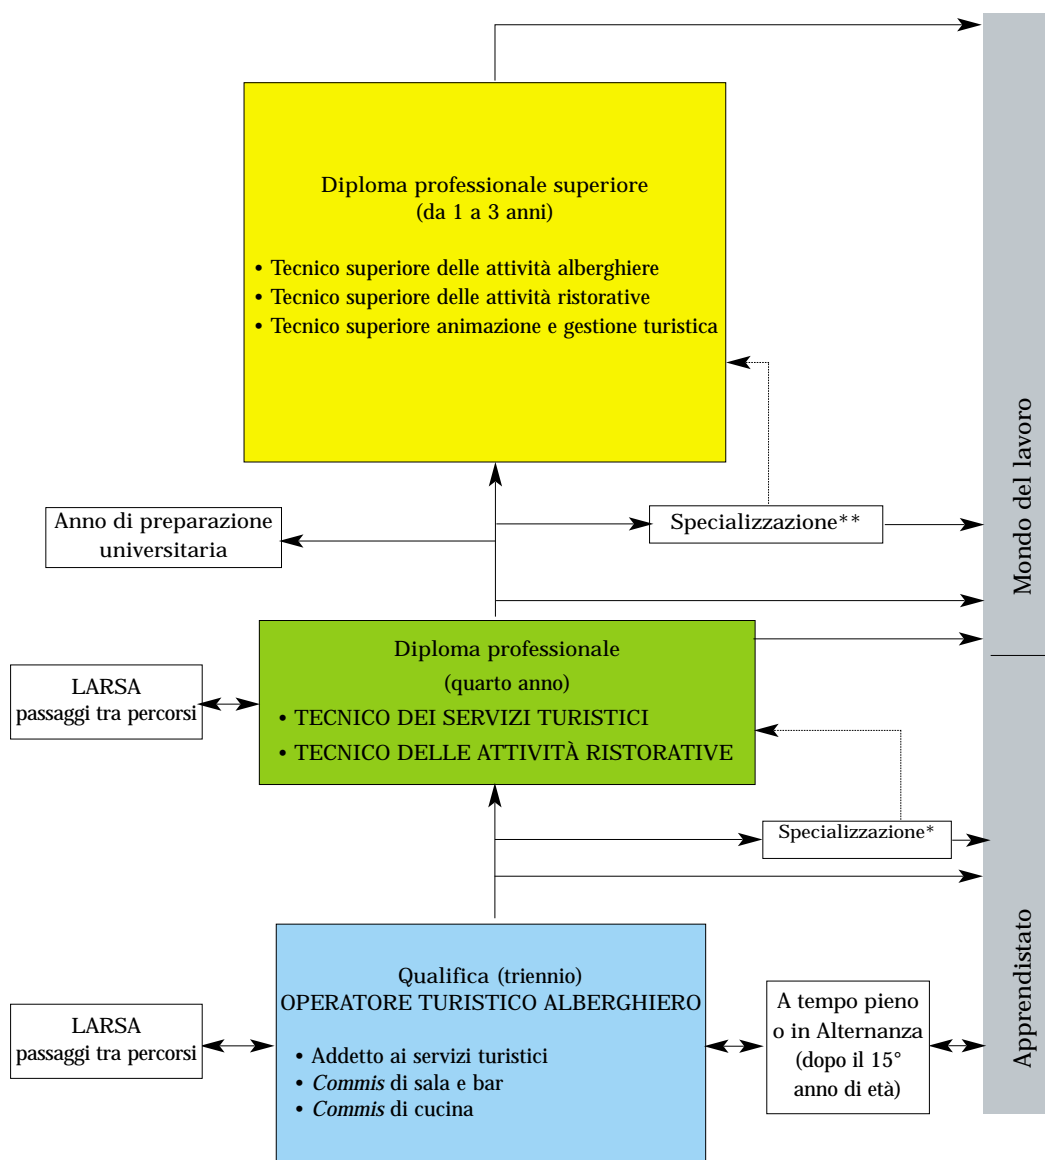 Diploma professionale superiore
(da 1 a 3 anni)
• Tecnico superiore delle attività alberghiere
• Tecnico superiore delle attività ristorative
• Tecnico superiore animazione e gestione turistica
Mondo del lavoro
Anno di preparazione
universitaria
Specializzazione**
Diploma professionale
(quarto anno)
• TECNICO DEI SERVIZI TURISTICI
• TECNICO DELLE ATTIVITÀ RISTORATIVE
LARSA
passaggi tra percorsi
Specializzazione*
Apprendistato
Qualifica (triennio)
OPERATORE TURISTICO ALBERGHIERO
• Addetto ai servizi turistici
• Commis di sala e bar
• Commis di cucina
LARSA
passaggi tra percorsi
A tempo pieno
o in Alternanza
(dopo il 15°
anno di età)